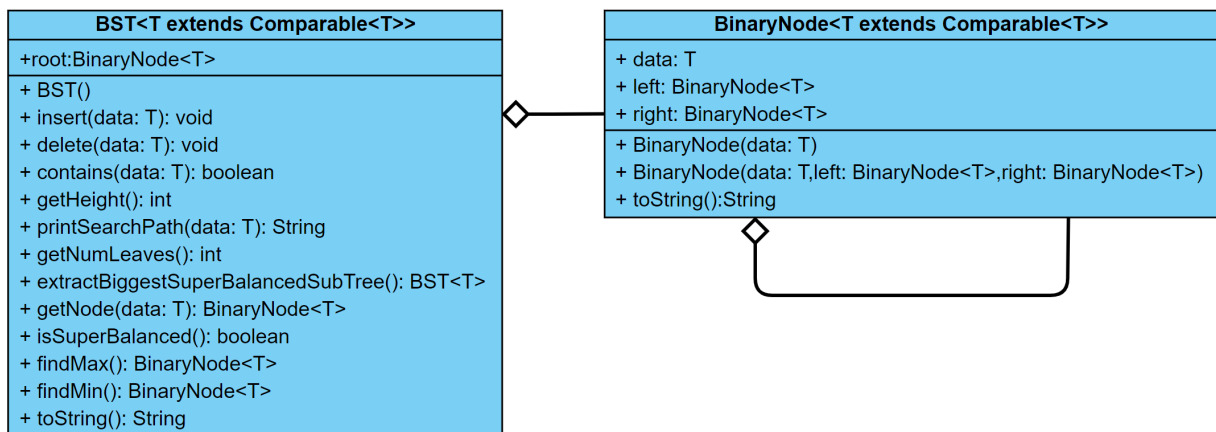 BST<T extends Comparable<T>>
+root:BinaryNode<T>
+ BST()
+ insert(data: T): void
+ delete(data: T): void
+ contains(data: T): boolean
+ getHeight(): int
+ printSearchPath(data: T): String
+ getNumLeaves(): int
+ extractBiggestSuperBalancedSubTree(): BST<T>
+ getNode(data: T): BinaryNode<T>
+ isSuperBalanced(): boolean
+ findMax(): BinaryNode<T>
+ findMin(): BinaryNode<T>
+ toString(): String
BinaryNode<T extends Comparable<T>>
+ data: T
+ left: BinaryNode<T>
+ right: BinaryNode<T>
+ BinaryNode(data: T)
+ BinaryNode(data: T,left: BinaryNode<T>,right: BinaryNode<T>)
+ toString():String